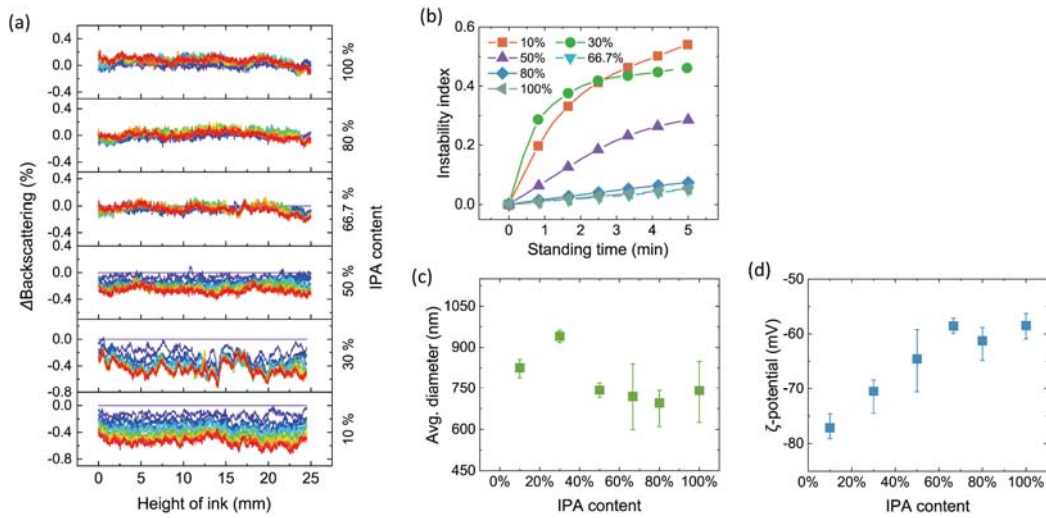 (a)
0.4
0.0
-0.4
100 %
0.4
0.0
-0.4
80 %
0.4
0.0
-0.4
66.7 %
0.4
0.0
-0.4
50 %
0.0
-0.4
-0.8
30 %
0.0
-0.4
-0.8
10 %
ΔBackscattering (%)
IPA content
0 5 10 15 20 25
Height of ink (mm)
(b)
0.6
0.4
0.2
0.0
Instability index
10% 30%
50% 66.7%
80%
100%
0 1 2 3 4 5
Standing time (min)
(c)
1050
900
750
600
450
Avg. diameter (nm)
0% 20% 40% 60% 80% 100%
IPA content
(d)
-50
-60
-70
-80
ζ-potential (mV)
0% 20% 40% 60% 80% 100%
IPA content